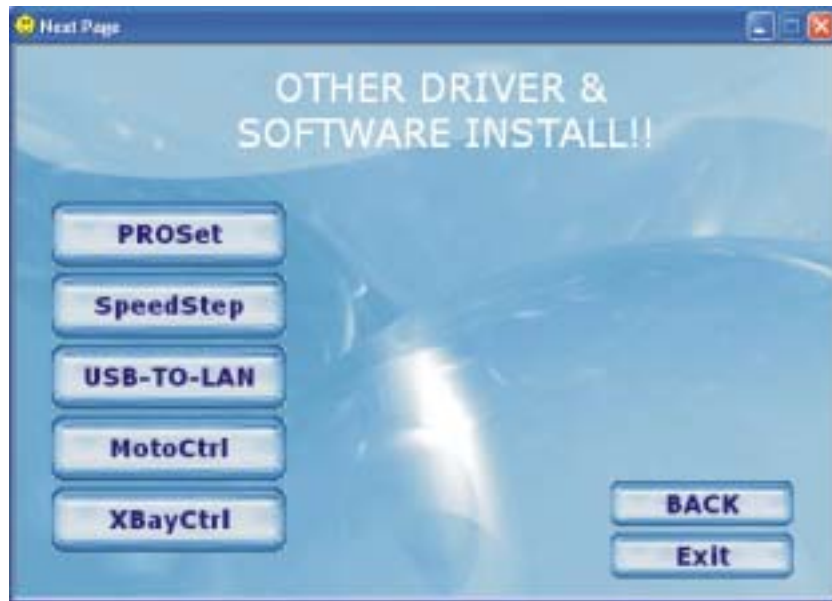 Next Page
OTHER DRIVER &
SOFTWARE INSTALL!!
PROSet
SpeedStep
USB-TO-LAN
MotoCtrl
XBayCtrl
BACK
Exit